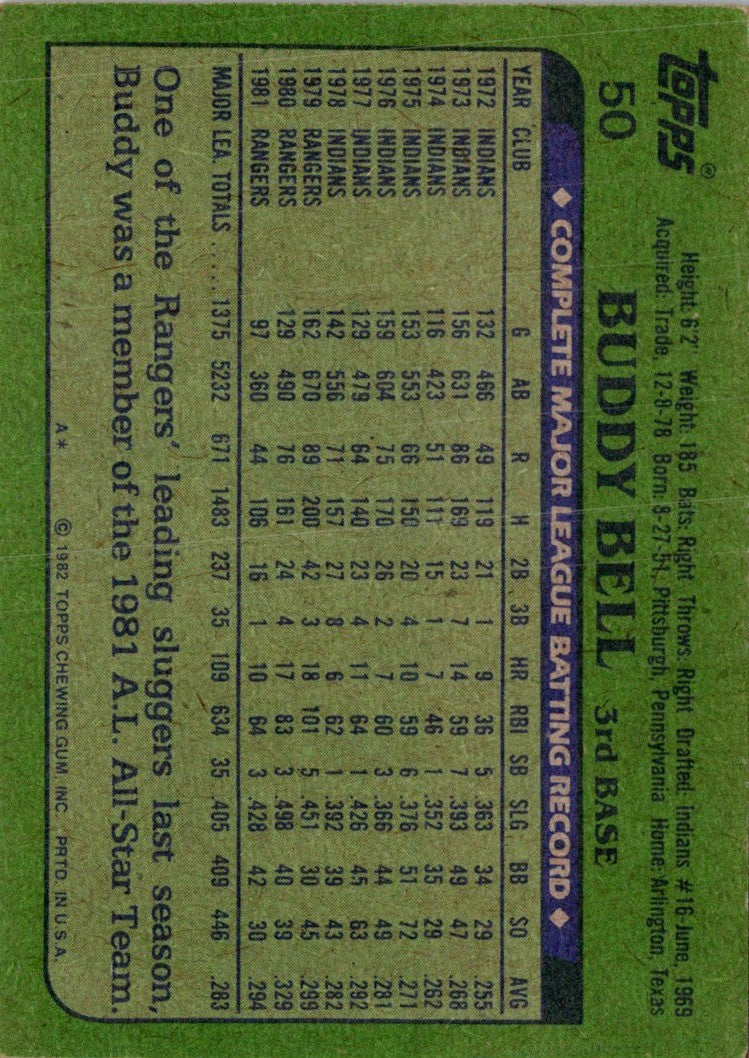 TOPPS®
50
Height: 6'2" Weight: 185 Bats: Right Throws: Right Drafted: Indians #16-June, 1969
Acquired: Trade, 12-8-78 Born: 8-27-51, Pittsburgh, Pennsylvania Home: Arlington, Texas
BUDDY BELL 3rd BASE
◆ COMPLETE MAJOR LEAGUE BATTING RECORD ◆
YEAR CLUB G AB R H 2B 3B HR RBI SB SLG BB SO AVG
1972 INDIANS 132 466 49 119 21 1 9 36 5 .363 34 29 .255
1973 INDIANS 156 631 86 169 23 7 14 59 7 .393 49 47 .268
1974 INDIANS 116 423 51 111 15 1 7 46 1 .352 35 29 .262
1975 INDIANS 153 553 66 150 20 4 10 59 6 .376 51 72 .271
1976 INDIANS 159 604 75 170 26 2 7 60 3 .366 44 49 .281
1977 INDIANS 129 479 64 140 23 4 11 64 1 .426 45 63 .292
1978 INDIANS 142 556 71 157 27 8 6 62 1 .392 39 43 .282
1979 RANGERS 162 670 89 200 42 3 18 101 5 .451 30 45 .299
1980 RANGERS 129 490 76 161 24 4 17 83 3 .498 40 39 .329
1981 RANGERS 97 360 44 106 16 1 10 64 3 .428 42 30 .294
MAJOR LEA. TOTALS ...... 1375 5232 671 1483 237 35 109 634 35 .405 409 446 .283
One of the Rangers' leading sluggers last season,
Buddy was a member of the 1981 A.L. All-Star Team.
A* © 1982 TOPPS CHEWING GUM, INC. PRTD. IN U.S.A.